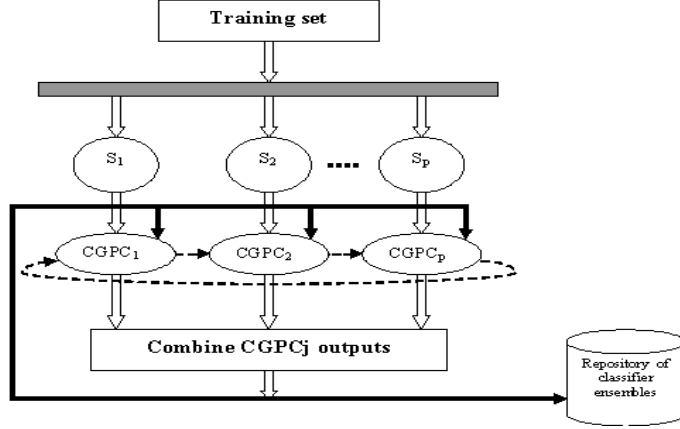 Training set
S1
S2
....
Sp
CGPC1
CGPC2
CGPCp
Combine CGPCj outputs
Repository of
classifier
ensembles